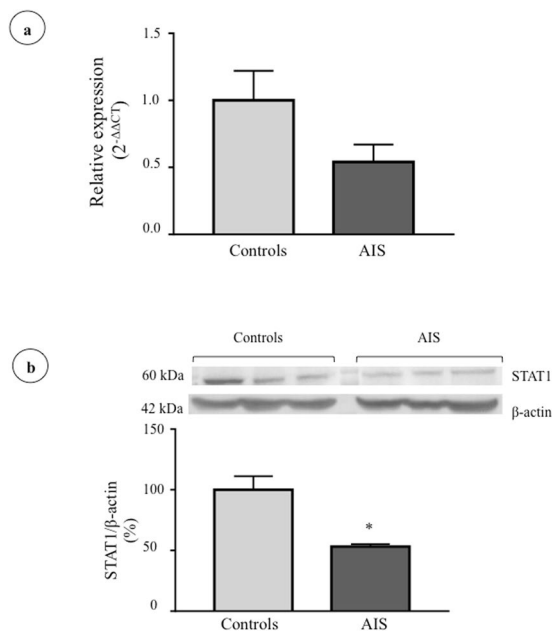 a
Relative expression
(2-ΔΔCT)
1.5
1.0
0.5
0.0
Controls
AIS
b
Controls
AIS
60 kDa
STAT1
42 kDa
β-actin
STAT1/β-actin
(%)
150
100
50
0
*
Controls
AIS